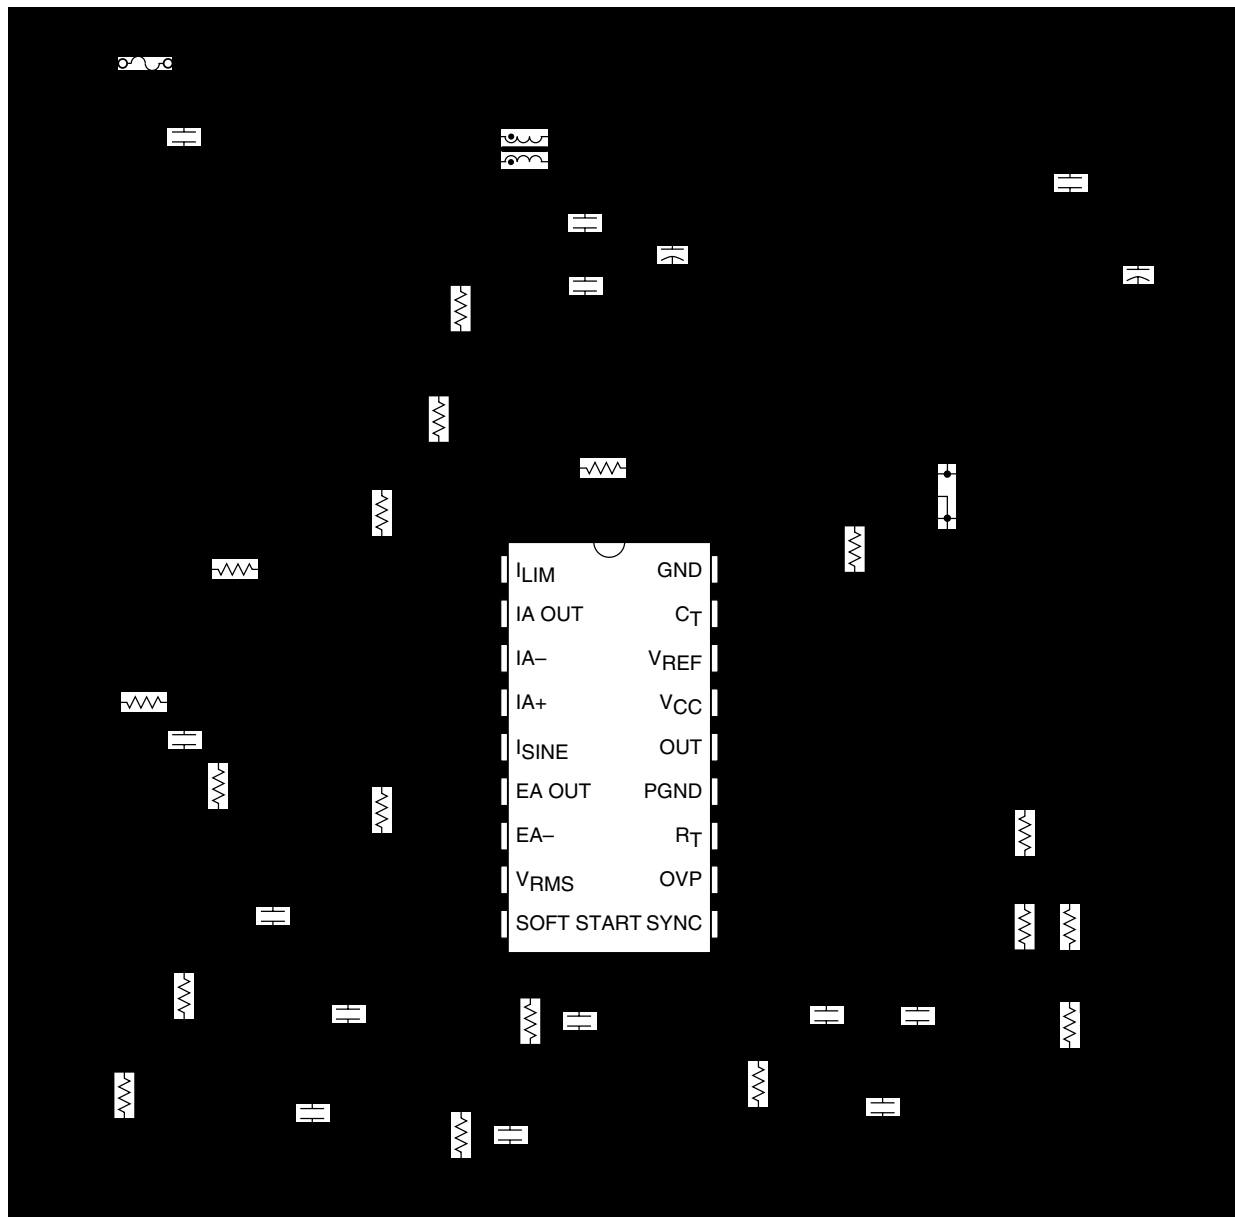 ILIM GND
IA OUT CT
IA– VREF
IA+ VCC
ISINE OUT
EA OUT PGND
EA– RT
VRMS OVP
SOFT START SYNC